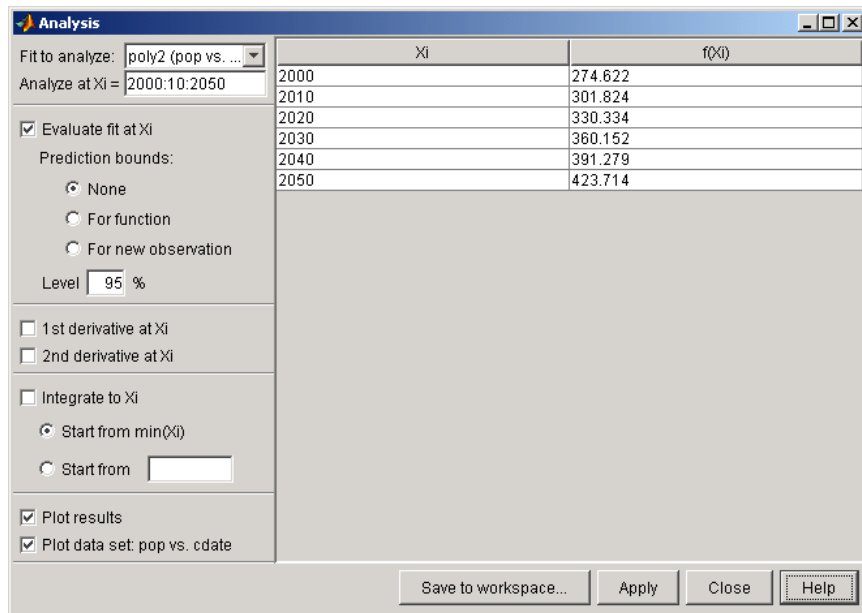 Analysis
Fit to analyze: poly2 (pop vs. ...
Analyze at Xi = 2000:10:2050
Evaluate fit at Xi
Prediction bounds:
None
For function
For new observation
Level 95 %
1st derivative at Xi
2nd derivative at Xi
Integrate to Xi
Start from min(Xi)
Start from
Plot results
Plot data set: pop vs. cdate
Xi f(Xi)
2000 274.622
2010 301.824
2020 330.334
2030 360.152
2040 391.279
2050 423.714
Save to workspace... Apply Close Help